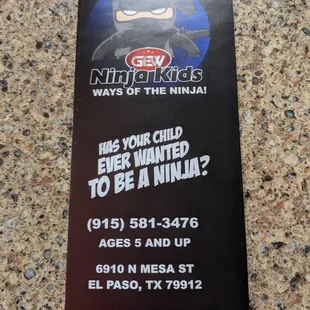 GBW
Ninja Kids
WAYS OF THE NINJA!
HAS YOUR CHILD
EVER WANTED
TO BE A NINJA?
(915) 581-3476
AGES 5 AND UP
6910 N MESA ST
EL PASO, TX 79912